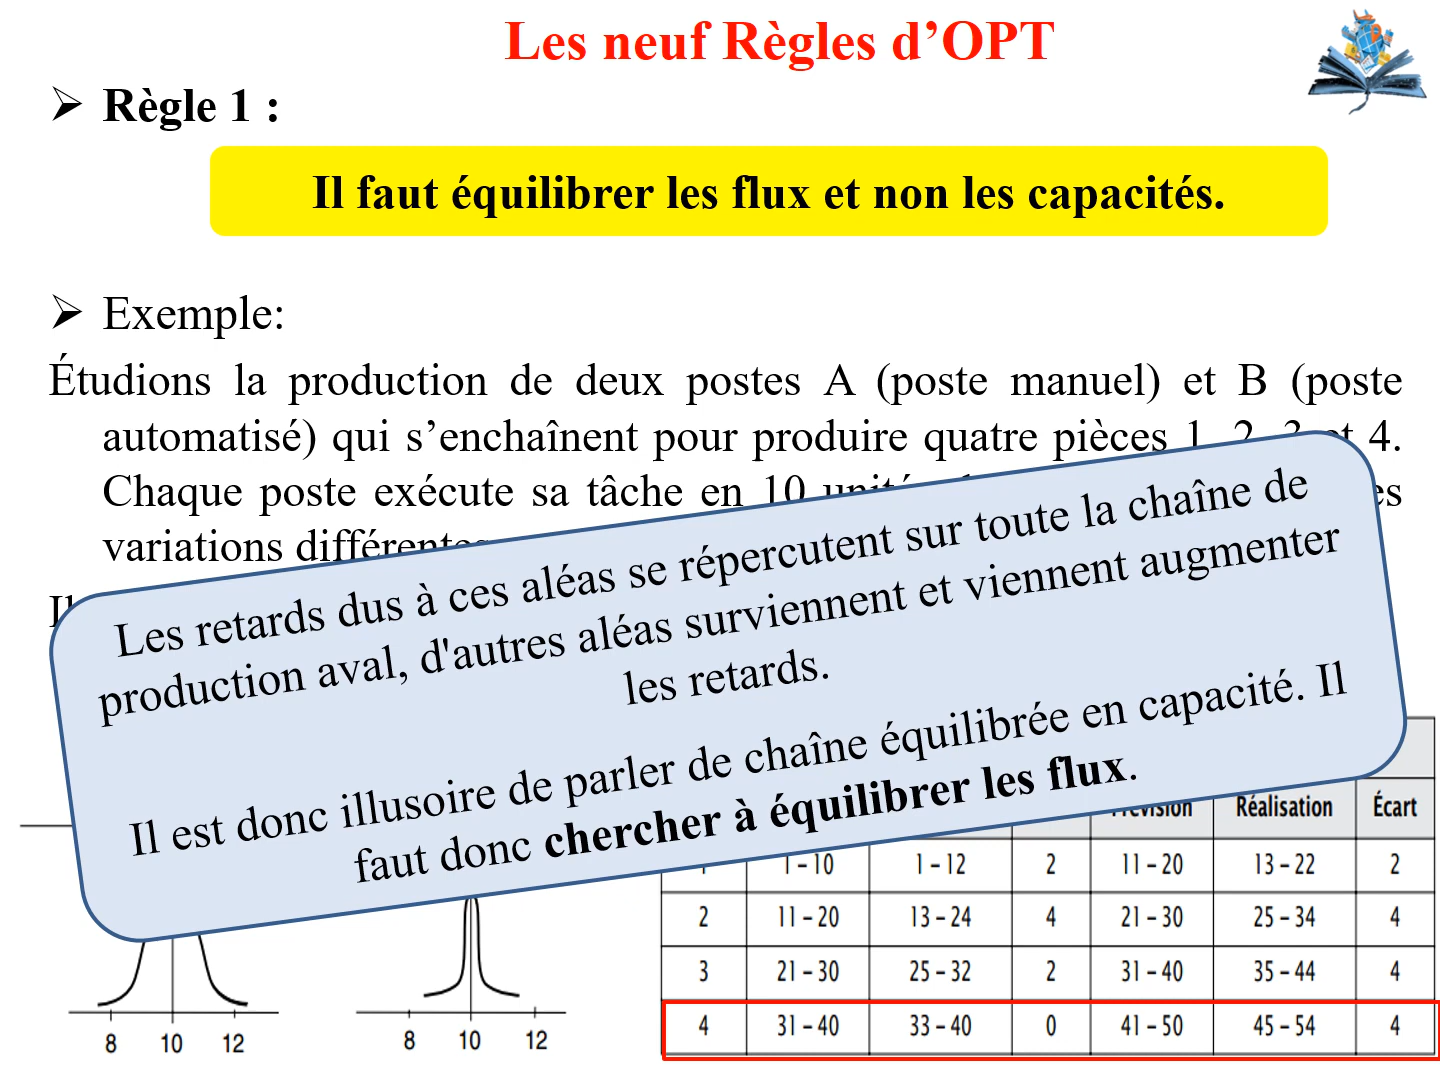 Les neuf Règles d’OPT
➢ Règle 1 :
Il faut équilibrer les flux et non les capacités.
➢ Exemple:
Étudions la production de deux postes A (poste manuel) et B (poste
automatisé) qui s’enchaînent pour produire quatre pièces 1, 2, 3 et 4.
Chaque poste exécute sa tâche en 10
variations différentes
Les retards dus à ces aléas se répercutent sur toute la chaîne de
production aval, d'autres aléas surviennent et viennent augmenter
les retards.
Il est donc illusoire de parler de chaîne équilibrée en capacité. Il
faut donc chercher à équilibrer les flux.
Prévision Réalisation Écart
1 1 – 10 1 – 12 2 11 – 20 13 – 22 2
2 11 – 20 13 – 24 4 21 – 30 25 – 34 4
3 21 – 30 25 – 32 2 31 – 40 35 – 44 4
4 31 – 40 33 – 40 0 41 – 50 45 – 54 4
8 10 12
8 10 12